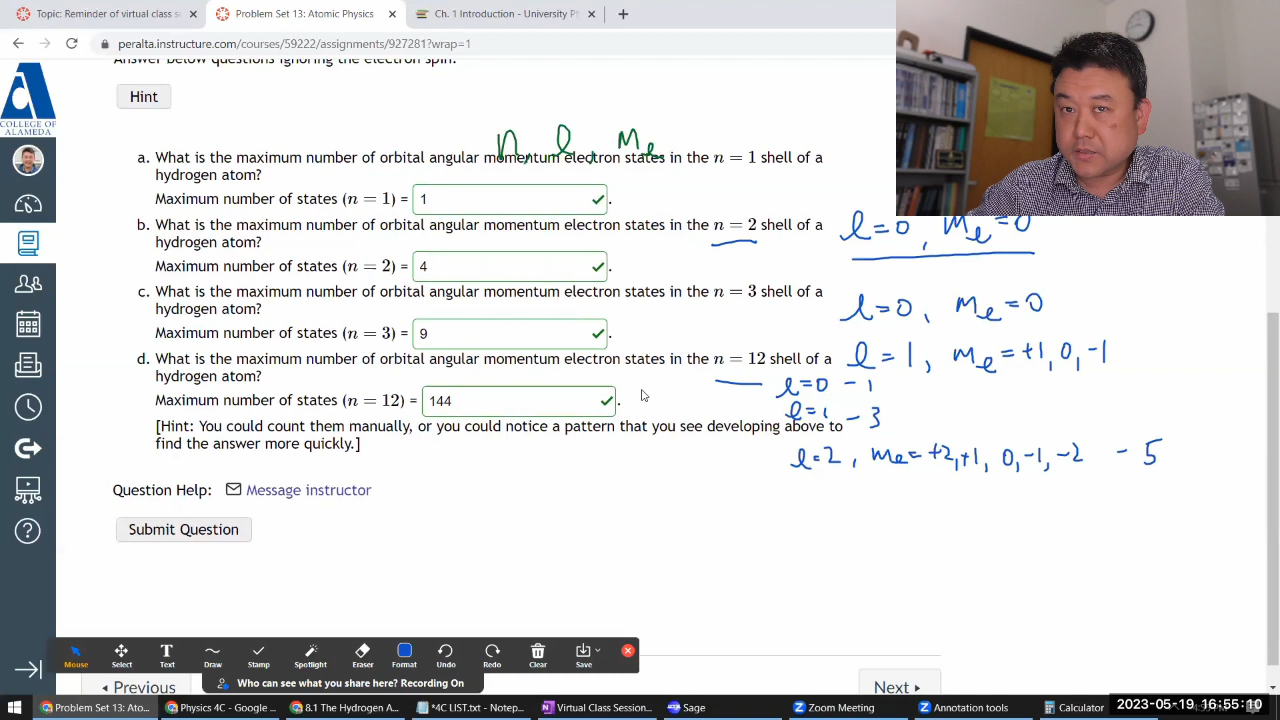 Topic: Reminder of virtual class s
Problem Set 13: Atomic Physics
Ch. 1 Introduction - University P
peralta.instructure.com/courses/59222/assignments/927281?wrap=1
Answer below questions ignoring the electron spin.
Hint
COLLEGE OF
ALAMEDA
n, l, mℓ
a. What is the maximum number of orbital angular momentum electron states in the n = 1 shell of a
hydrogen atom?
Maximum number of states (n = 1) = 1 .
b. What is the maximum number of orbital angular momentum electron states in the n = 2 shell of a
hydrogen atom?
Maximum number of states (n = 2) = 4 .
c. What is the maximum number of orbital angular momentum electron states in the n = 3 shell of a
hydrogen atom?
Maximum number of states (n = 3) = 9 .
d. What is the maximum number of orbital angular momentum electron states in the n = 12 shell of a
hydrogen atom?
Maximum number of states (n = 12) = 144 .
[Hint: You could count them manually, or you could notice a pattern that you see developing above to
find the answer more quickly.]
l=0, mℓ=0
l=0, mℓ=0
l=1, mℓ=+1,0,-1
l=0 - 1
l=1 - 3
l=2, mℓ=+2,+1, 0,-1,-2 - 5
Question Help: Message instructor
Submit Question
Mouse Select Text Draw Stamp Spotlight Eraser Format Undo Redo Clear Save
Who can see what you share here? Recording On
Previous
Next
Problem Set 13: Ato...
Physics 4C - Google ...
8.1 The Hydrogen A...
*4C LIST.txt - Notep...
Virtual Class Session...
Sage
Zoom Meeting
Annotation tools
Calculator
2023-05-19 16:55:10